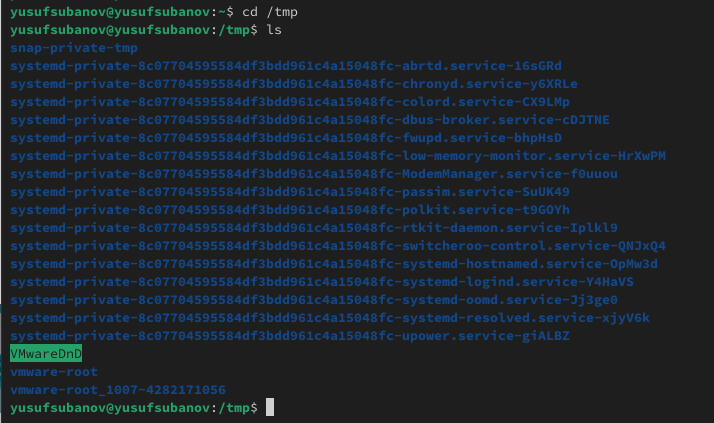 yusufsubanov@yusufsubanov:~$ cd /tmp
yusufsubanov@yusufsubanov:/tmp$ ls
snap-private-tmp
systemd-private-8c07704595584df3bdd961c4a15048fc-abrtd.service-16sGRd
systemd-private-8c07704595584df3bdd961c4a15048fc-chronyd.service-y6XRLe
systemd-private-8c07704595584df3bdd961c4a15048fc-colord.service-CX9LMp
systemd-private-8c07704595584df3bdd961c4a15048fc-dbus-broker.service-cDJTNE
systemd-private-8c07704595584df3bdd961c4a15048fc-fwupd.service-bhpHsD
systemd-private-8c07704595584df3bdd961c4a15048fc-low-memory-monitor.service-HrXwPM
systemd-private-8c07704595584df3bdd961c4a15048fc-ModemManager.service-f0uuou
systemd-private-8c07704595584df3bdd961c4a15048fc-passim.service-SuUK49
systemd-private-8c07704595584df3bdd961c4a15048fc-polkit.service-t9GOYh
systemd-private-8c07704595584df3bdd961c4a15048fc-rtkit-daemon.service-Iplkl9
systemd-private-8c07704595584df3bdd961c4a15048fc-switcheroo-control.service-QNJxQ4
systemd-private-8c07704595584df3bdd961c4a15048fc-systemd-hostnamed.service-OpMw3d
systemd-private-8c07704595584df3bdd961c4a15048fc-systemd-logind.service-Y4HaVS
systemd-private-8c07704595584df3bdd961c4a15048fc-systemd-oomd.service-Jj3ge0
systemd-private-8c07704595584df3bdd961c4a15048fc-systemd-resolved.service-xjyV6k
systemd-private-8c07704595584df3bdd961c4a15048fc-upower.service-giALBZ
VMwareDnD
vmware-root
vmware-root_1007-4282171056
yusufsubanov@yusufsubanov:/tmp$